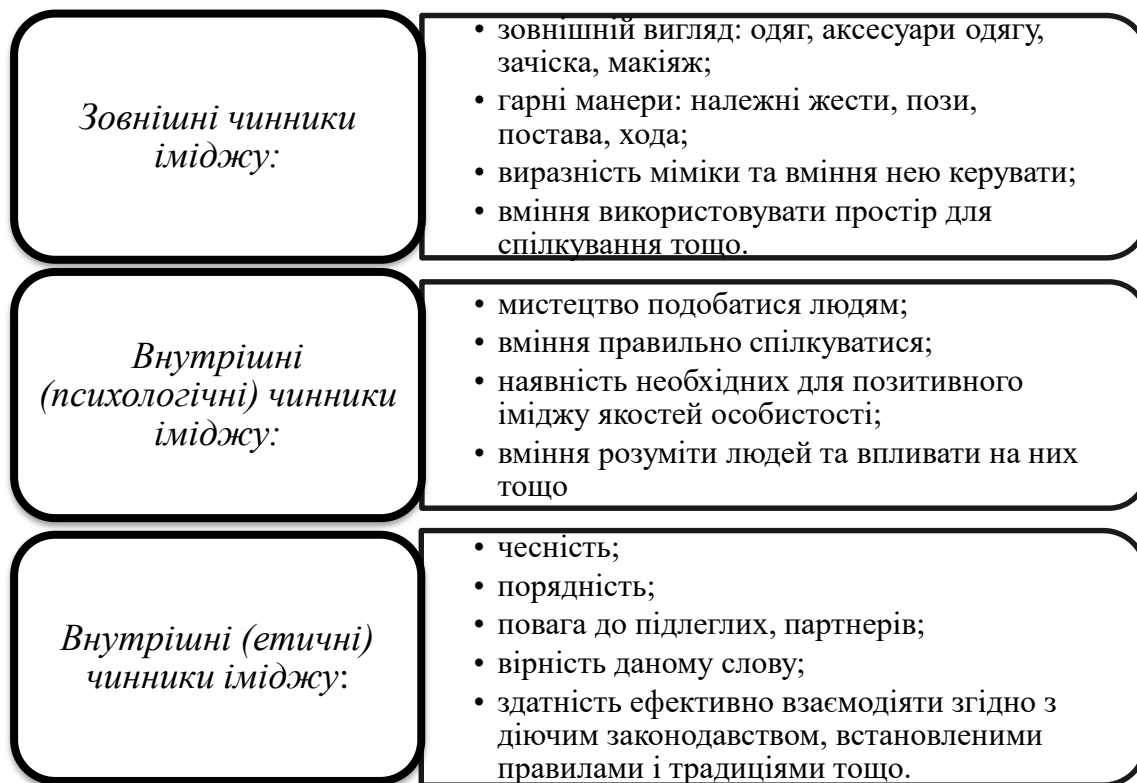 Зовнішні чинники
іміджу:
• зовнішній вигляд: одяг, аксесуари одягу,
зачіска, макіяж;
• гарні манери: належні жести, пози,
постава, хода;
• виразність міміки та вміння нею керувати;
• вміння використовувати простір для
спілкування тощо.
Внутрішні
(психологічні) чинники
іміджу:
• мистецтво подобатися людям;
• вміння правильно спілкуватися;
• наявність необхідних для позитивного
іміджу якостей особистості;
• вміння розуміти людей та впливати на них
тощо
Внутрішні (етичні)
чинники іміджу:
• чесність;
• порядність;
• повага до підлеглих, партнерів;
• вірність даному слову;
• здатність ефективно взаємодіяти згідно з
діючим законодавством, встановленими
правилами і традиціями тощо.